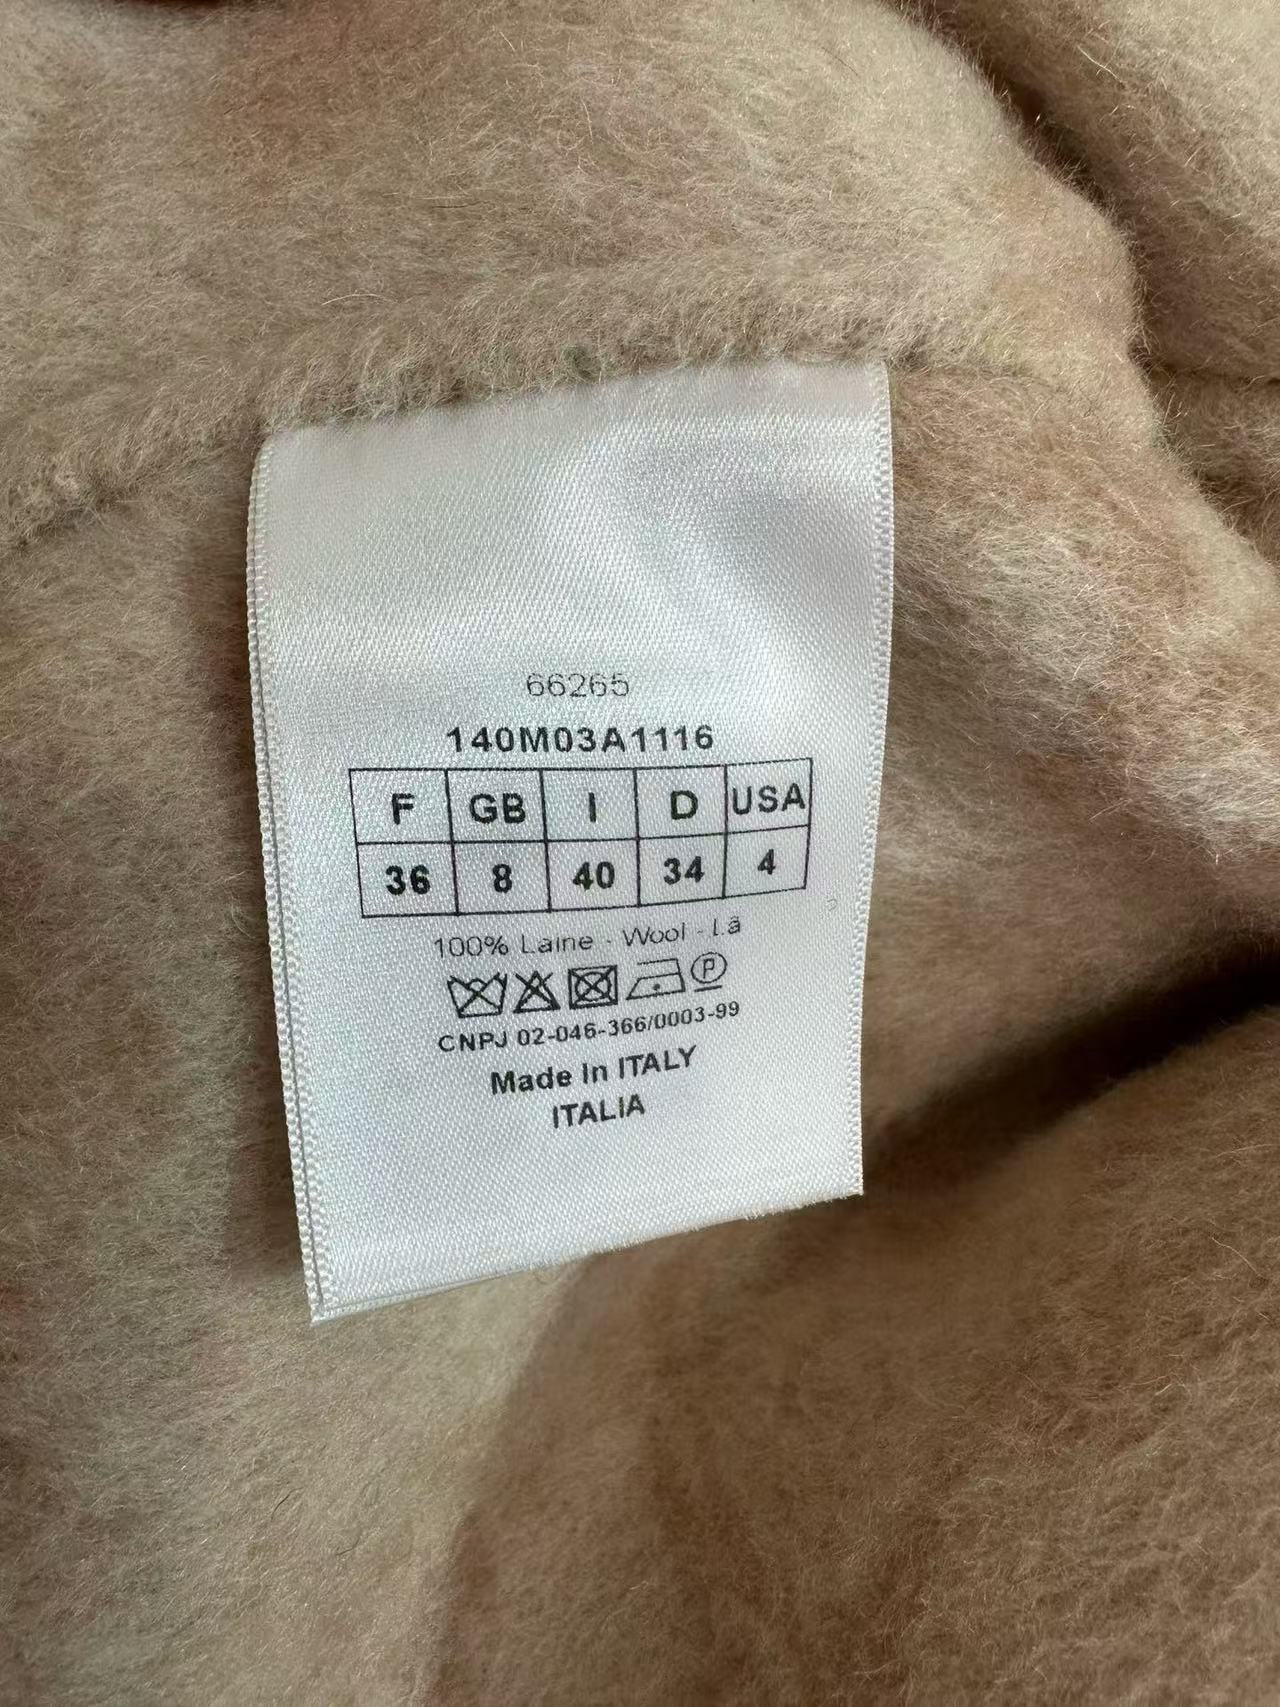 66265
140M03A1116
F GB I D USA
36 8 40 34 4
100% Laine - Wool - Lã
P
CNPJ 02-046-366/0003-99
Made In ITALY
ITALIA